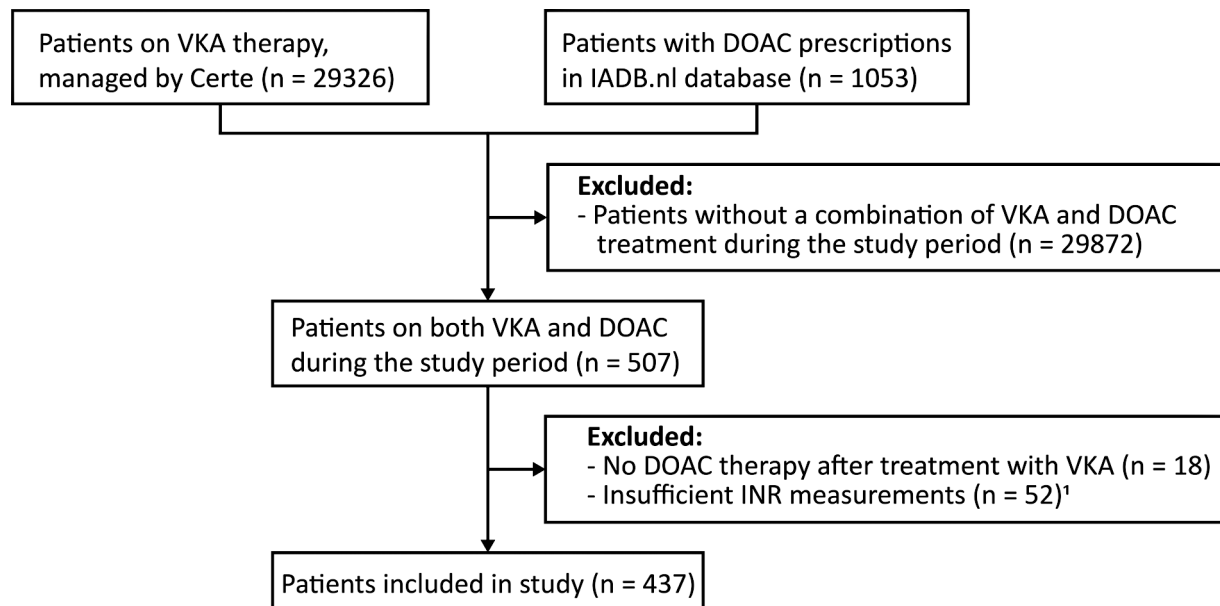 Patients on VKA therapy,
managed by Certe (n = 29326)
Patients with DOAC prescriptions
in IADB.nl database (n = 1053)
Excluded:
- Patients without a combination of VKA and DOAC
treatment during the study period (n = 29872)
Patients on both VKA and DOAC
during the study period (n = 507)
Excluded:
- No DOAC therapy after treatment with VKA (n = 18)
- Insufficient INR measurements (n = 52)¹
Patients included in study (n = 437)